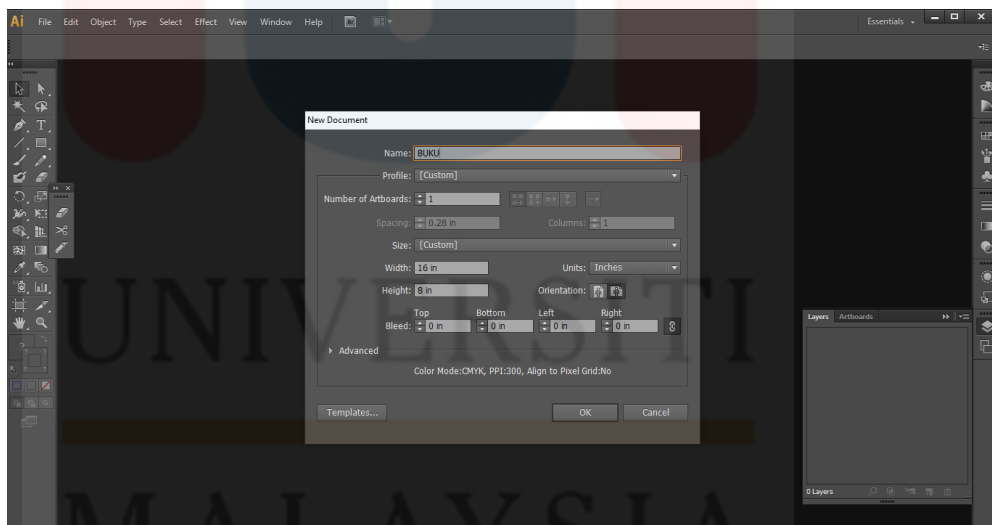 Ai File Edit Object Type Select Effect View Window Help Br Essentials
New Document
Name: BUKU
Profile: [Custom]
Number of Artboards: 1
Spacing: 0.28 in Columns: 1
Size: [Custom]
Width: 16 in Units: Inches
Height: 8 in Orientation:
Top Bottom Left Right
Bleed: 0 in 0 in 0 in 0 in
Advanced
Color Mode:CMYK, PPI:300, Align to Pixel Grid:No
Templates... OK Cancel
Layers Artboards
0 Layers
UNIVERSITI
MALAYSIA